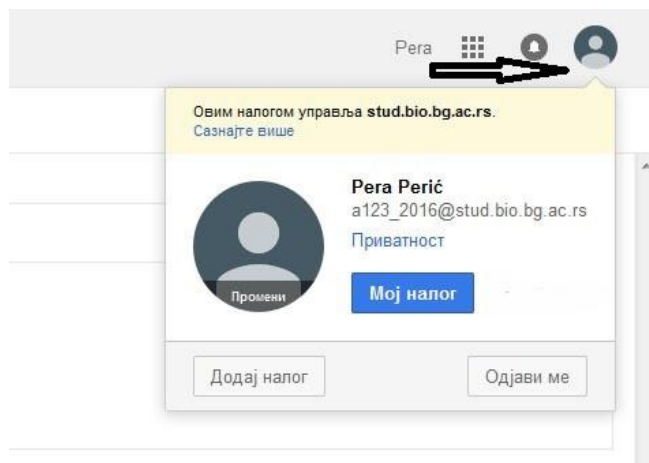 Pera
Овим налогом управља stud.bio.bg.ac.rs.
Сазнајте више
Pera Perić
a123_2016@stud.bio.bg.ac.rs
Приватност
Промени
Мој налог
Додај налог
Одјави ме